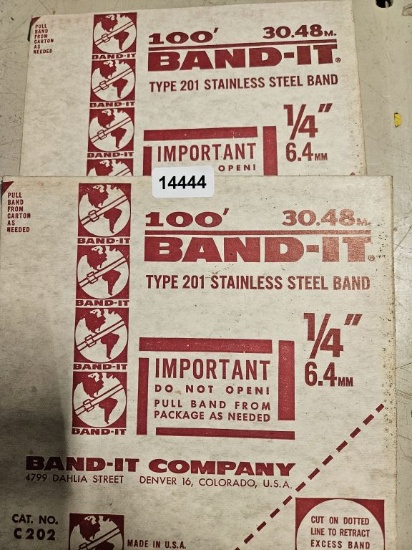 PULL
BAND
FROM
CARTON
AS
NEEDED
100' 30.48M.
BAND-IT®
TYPE 201 STAINLESS STEEL BAND
1/4"
6.4MM
IMPORTANT
OPEN!
BAND-IT
14444
PULL
BAND
FROM
CARTON
AS
NEEDED
100' 30.48M.
BAND-IT®
TYPE 201 STAINLESS STEEL BAND
BAND-IT
BAND-IT
BAND-IT
BAND-IT
1/4"
6.4MM
IMPORTANT
DO NOT OPEN!
PULL BAND FROM
PACKAGE AS NEEDED
BAND-IT COMPANY
4799 DAHLIA STREET DENVER 16, COLORADO, U.S.A.
CAT. NO.
C202
MADE IN U.S.A.
CUT ON DOTTED
LINE TO RETRACT
EXCESS BAND